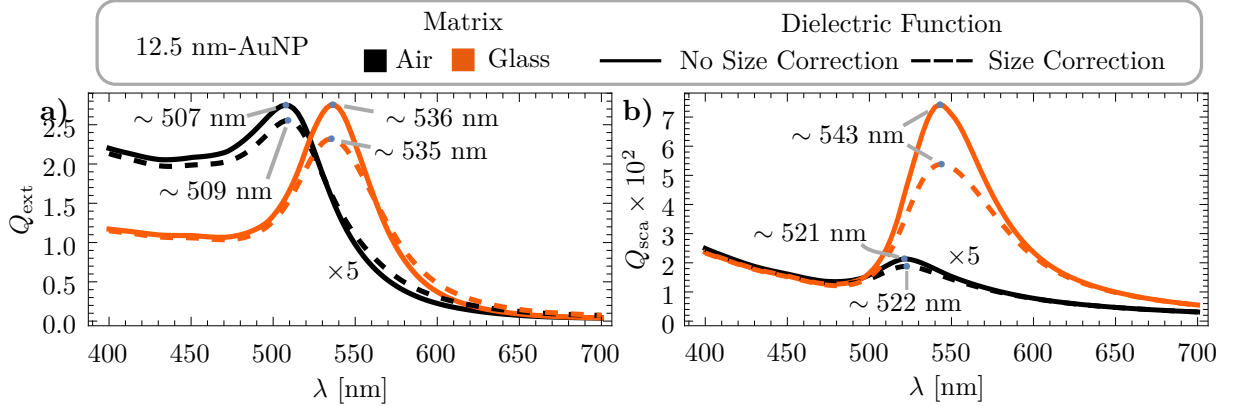 12.5 nm-AuNP
Matrix
Air Glass
Dielectric Function
No Size Correction Size Correction
a)
2.5
2.0
1.5
1.0
0.5
0.0
Q_ext
∼ 507 nm
∼ 509 nm
∼ 536 nm
∼ 535 nm
×5
400 450 500 550 600 650 700
λ [nm]
b)
7
6
5
4
3
2
1
0
Q_sca × 10²
∼ 543 nm
∼ 521 nm
×5
∼ 522 nm
400 450 500 550 600 650 700
λ [nm]